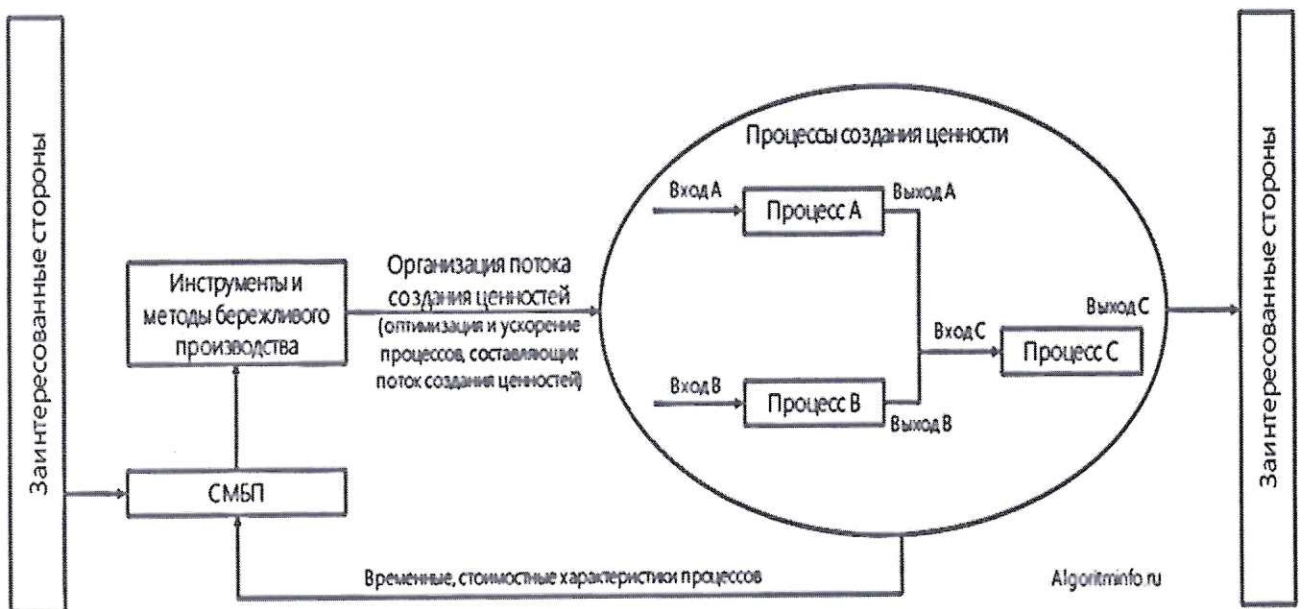 Заинтересованные стороны
Инструменты и
методы бережливого
производства
СМБП
Организация потока
создания ценностей
(оптимизация и ускорение
процессов, составляющих
поток создания ценностей)
Процессы создания ценности
Вход А
Процесс А
Выход А
Вход В
Процесс В
Выход В
Вход С
Процесс С
Выход С
Временные, стоимостные характеристики процессов
Algoritminfo.ru
Заинтересованные стороны